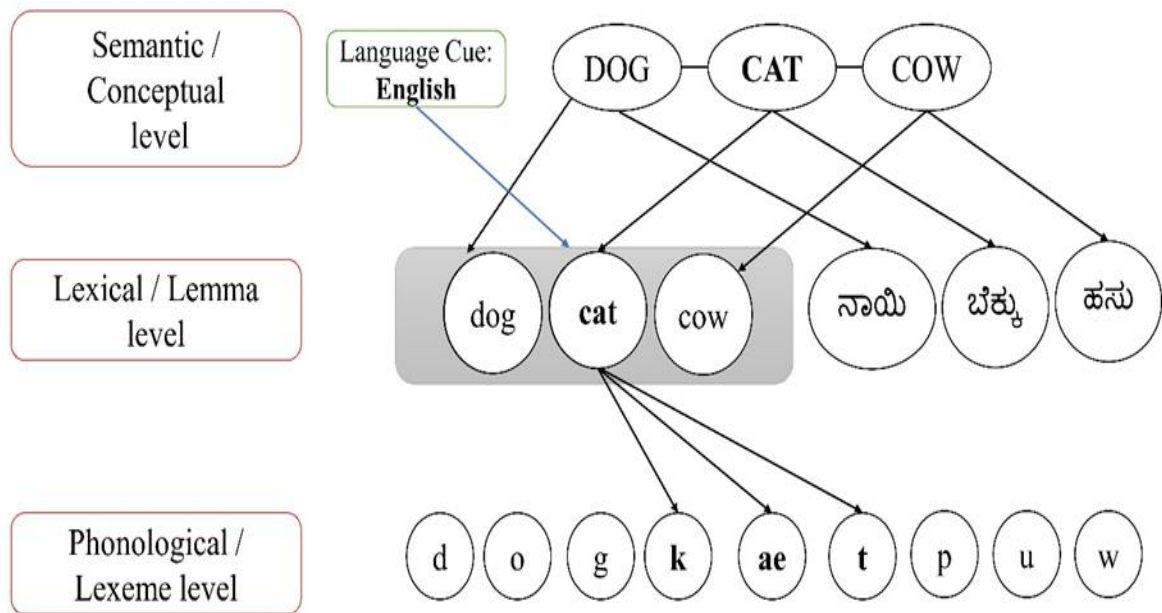 Semantic /
Conceptual
level
Language Cue:
English
DOG
CAT
COW
Lexical / Lemma
level
dog
cat
cow
ನಾಯಿ
ಬೆಕ್ಕು
ಹಸು
Phonological /
Lexeme level
d
o
g
k
ae
t
p
u
w